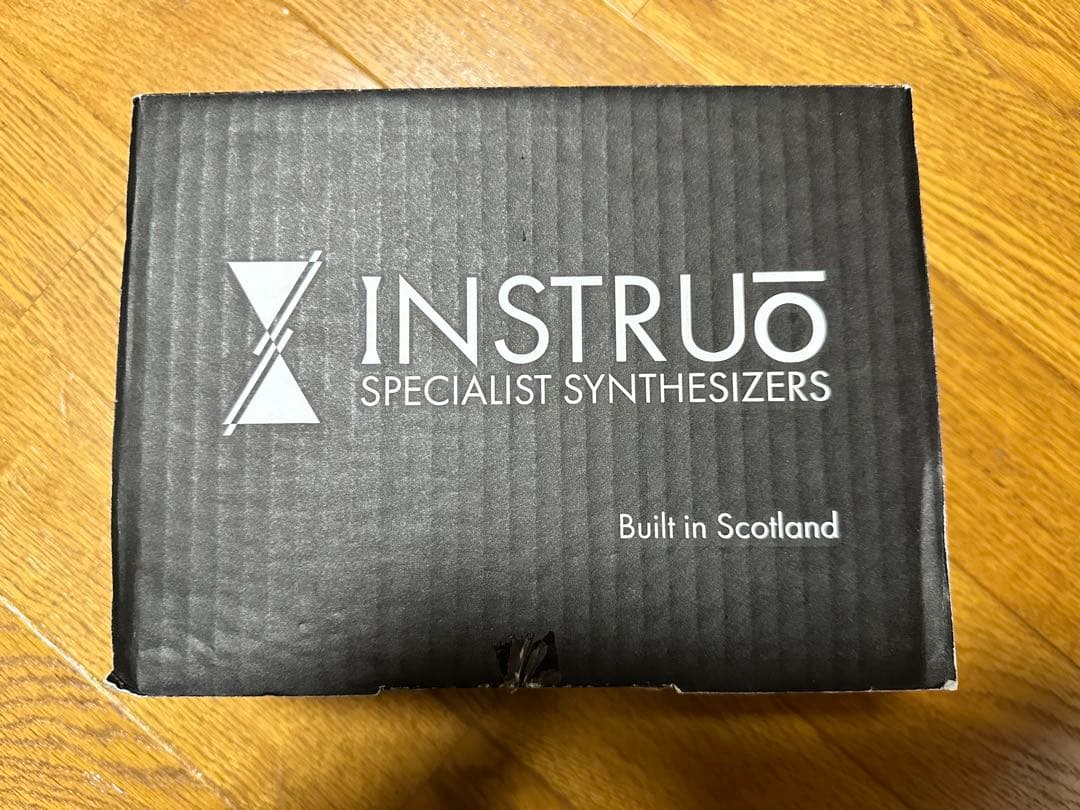 INSTRUō
SPECIALIST SYNTHESIZERS
Built in Scotland